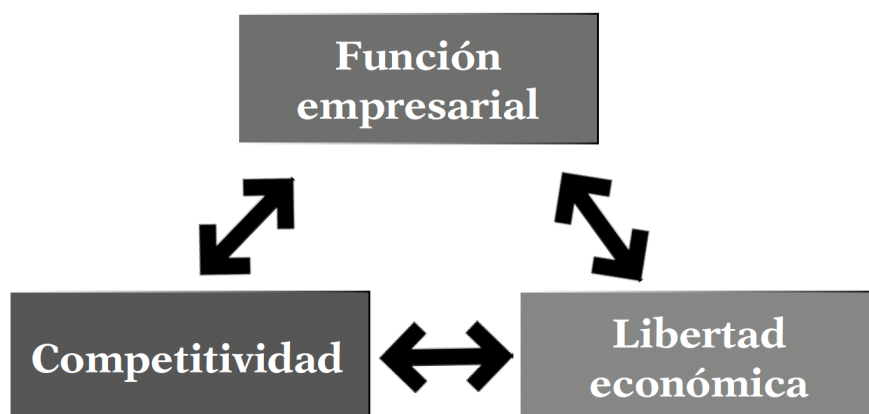 Función
empresarial
Competitividad
Libertad
económica